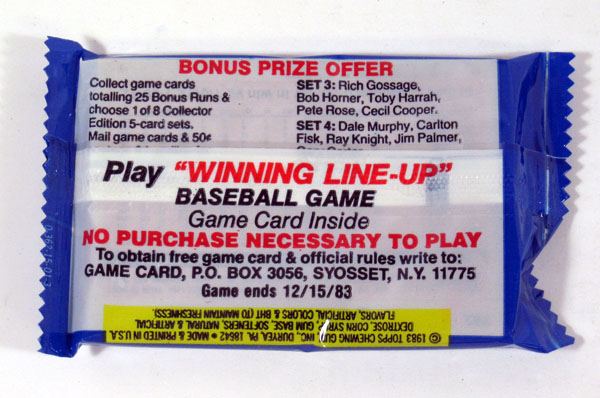 BONUS PRIZE OFFER
Collect game cards
totalling 25 Bonus Runs &
choose 1 of 8 Collector
Edition 5-card sets.
Mail game cards & 50¢
SET 3: Rich Gossage,
Bob Horner, Toby Harrah,
Pete Rose, Cecil Cooper.
SET 4: Dale Murphy, Carlton
Fisk, Ray Knight, Jim Palmer,
Play "WINNING LINE-UP"
BASEBALL GAME
Game Card Inside
NO PURCHASE NECESSARY TO PLAY
To obtain free game card & official rules write to:
GAME CARD, P.O. BOX 3056, SYOSSET, N.Y. 11775
Game ends 12/15/83
© 1983 TOPPS CHEWING GUM, INC., DURYEA, PA. 18642 • MADE & PRINTED IN U.S.A.
DEXTROSE, CORN SYRUP, GUM BASE, SOFTENERS, NATURAL & ARTIFICIAL
FLAVORS, ARTIFICIAL COLORS & BHT (TO MAINTAIN FRESHNESS).